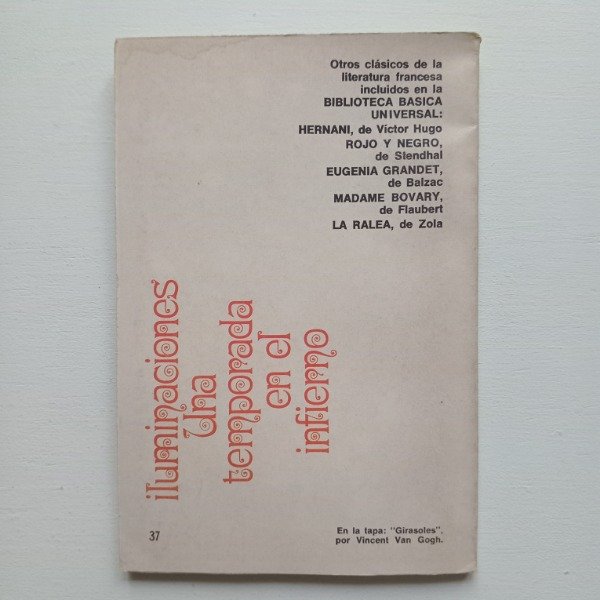 Otros clásicos de la
literatura francesa
incluidos en la
BIBLIOTECA BASICA
UNIVERSAL:
HERNANI, de Víctor Hugo
ROJO Y NEGRO,
de Stendhal
EUGENIA GRANDET,
de Balzac
MADAME BOVARY,
de Flaubert
LA RALEA, de Zola
iluminaciones
Una
temporada
en el
infierno
37
En la tapa: "Girasoles",
por Vincent Van Gogh.